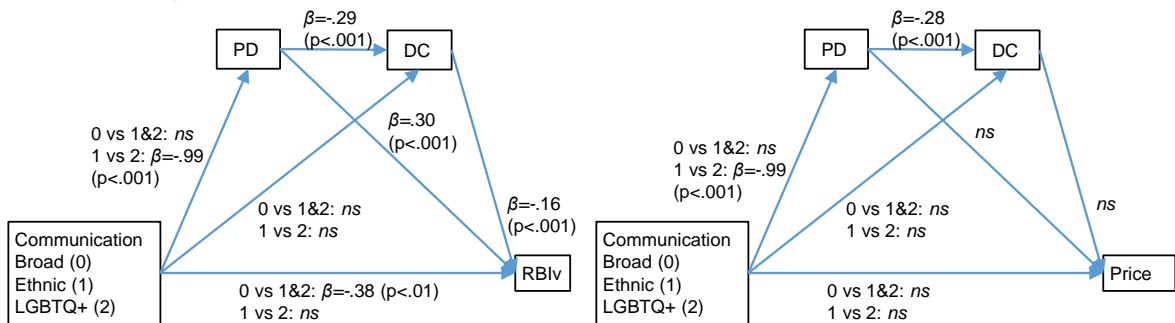 β=-.29
(p<.001)
PD
DC
β=.30
(p<.001)
0 vs 1&2: ns
1 vs 2: β=-.99
(p<.001)
β=-.16
(p<.001)
0 vs 1&2: ns
1 vs 2: ns
Communication
Broad (0)
Ethnic (1)
LGBTQ+ (2)
RBIv
0 vs 1&2: β=-.38 (p<.01)
1 vs 2: ns
β=-.28
(p<.001)
PD
DC
ns
0 vs 1&2: ns
1 vs 2: β=-.99
(p<.001)
ns
0 vs 1&2: ns
1 vs 2: ns
Communication
Broad (0)
Ethnic (1)
LGBTQ+ (2)
Price
0 vs 1&2: ns
1 vs 2: ns